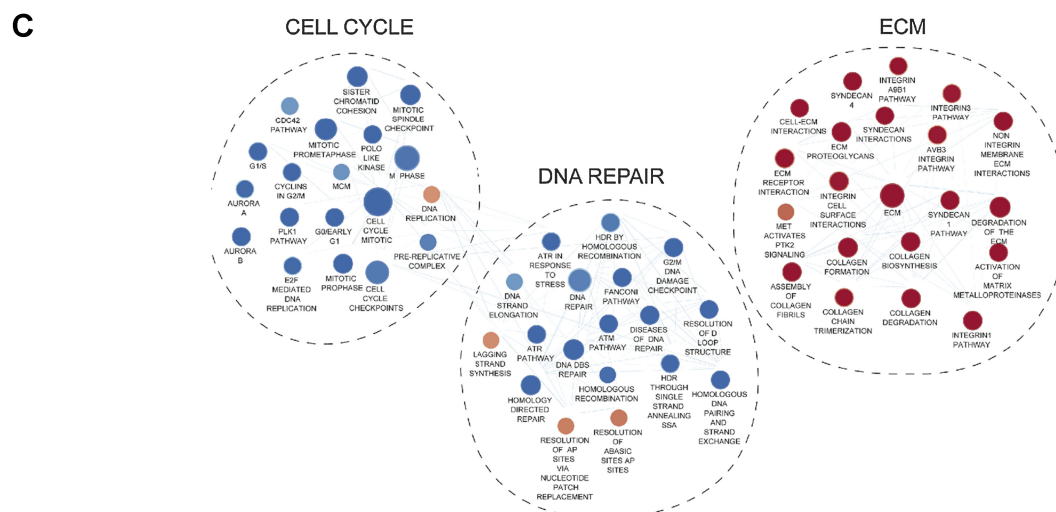 C
CELL CYCLE
SISTER
CHROMATID
COHESION
MITOTIC
SPINDLE
CHECKPOINT
CDC42
PATHWAY
MITOTIC
PROMETAPHASE
POLO
LIKE
KINASE
M PHASE
G1/S
CYCLINS
IN G2/M
MCM
AURORA
A
DNA
REPLICATION
CELL
CYCLE
MITOTIC
PLK1
PATHWAY
G0/EARLY
G1
AURORA
B
PRE-REPLICATIVE
COMPLEX
E2F
MEDIATED
DNA
REPLICATION
MITOTIC
PROPHASE
CELL
CYCLE
CHECKPOINTS
DNA REPAIR
HDR BY
HOMOLOGOUS
RECOMBINATION
ATR IN
RESPONSE
TO
STRESS
G2/M
DNA
DAMAGE
CHECKPOINT
DNA
STRAND
ELONGATION
DNA
REPAIR
FANCONI
PATHWAY
DISEASES
OF DNA
REPAIR
RESOLUTION
OF D
LOOP
STRUCTURE
ATM
PATHWAY
ATR
PATHWAY
LAGGING
STRAND
SYNTHESIS
DNA DBS
REPAIR
HOMOLOGOUS
RECOMBINATION
HDR
THROUGH
SINGLE
STRAND
ANNEALING
SSA
HOMOLOGOUS
DNA
PAIRING
AND
STRAND
EXCHANGE
HOMOLOGY
DIRECTED
REPAIR
RESOLUTION
OF AP
SITES
VIA
NUCLEOTIDE
PATCH
REPLACEMENT
RESOLUTION
OF
ABASIC
SITES AP
SITES
ECM
INTEGRIN
A9B1
PATHWAY
SYNDECAN
4
INTEGRIN3
PATHWAY
CELL-ECM
INTERACTIONS
SYNDECAN
INTERACTIONS
ECM
PROTEOGLYCANS
AVB3
INTEGRIN
PATHWAY
NON
INTEGRIN
MEMBRANE
ECM
INTERACTIONS
ECM
RECEPTOR
INTERACTION
INTEGRIN
CELL
SURFACE
INTERACTIONS
ECM
SYNDECAN
1
PATHWAY
DEGRADATION
OF THE
ECM
MET
ACTIVATES
PTK2
SIGNALING
COLLAGEN
FORMATION
COLLAGEN
BIOSYNTHESIS
ACTIVATION
OF
MATRIX
METALLOPROTEINASES
ASSEMBLY
OF
COLLAGEN
FIBRILS
COLLAGEN
CHAIN
TRIMERIZATION
COLLAGEN
DEGRADATION
INTEGRIN1
PATHWAY